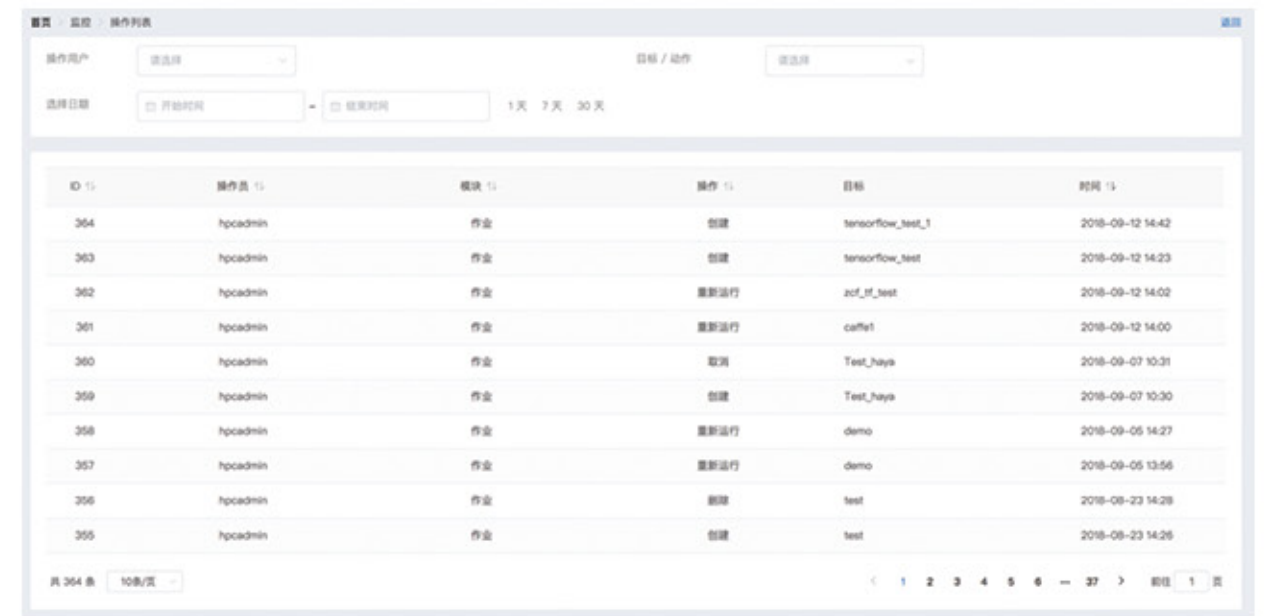 首页 监控 操作列表 返回
操作用户 请选择 目标 / 动作 请选择
选择日期 开始时间 - 结束时间 1 天 7 天 30 天
ID 操作员 模块 操作 目标 时间
364 hpcadmin 作业 创建 tensorflow_test_1 2018-09-12 14:42
363 hpcadmin 作业 创建 tensorflow_test 2018-09-12 14:23
362 hpcadmin 作业 重新运行 zcf_tf_test 2018-09-12 14:02
361 hpcadmin 作业 重新运行 caffe1 2018-09-12 14:00
360 hpcadmin 作业 取消 Test_haya 2018-09-07 10:31
359 hpcadmin 作业 创建 Test_haya 2018-09-07 10:30
358 hpcadmin 作业 重新运行 demo 2018-09-05 14:27
357 hpcadmin 作业 重新运行 demo 2018-09-05 13:56
356 hpcadmin 作业 删除 test 2018-08-23 14:28
355 hpcadmin 作业 创建 test 2018-08-23 14:26
共 364 条 10条/页 < 1 2 3 4 5 6 ... 37 > 前往 1 页